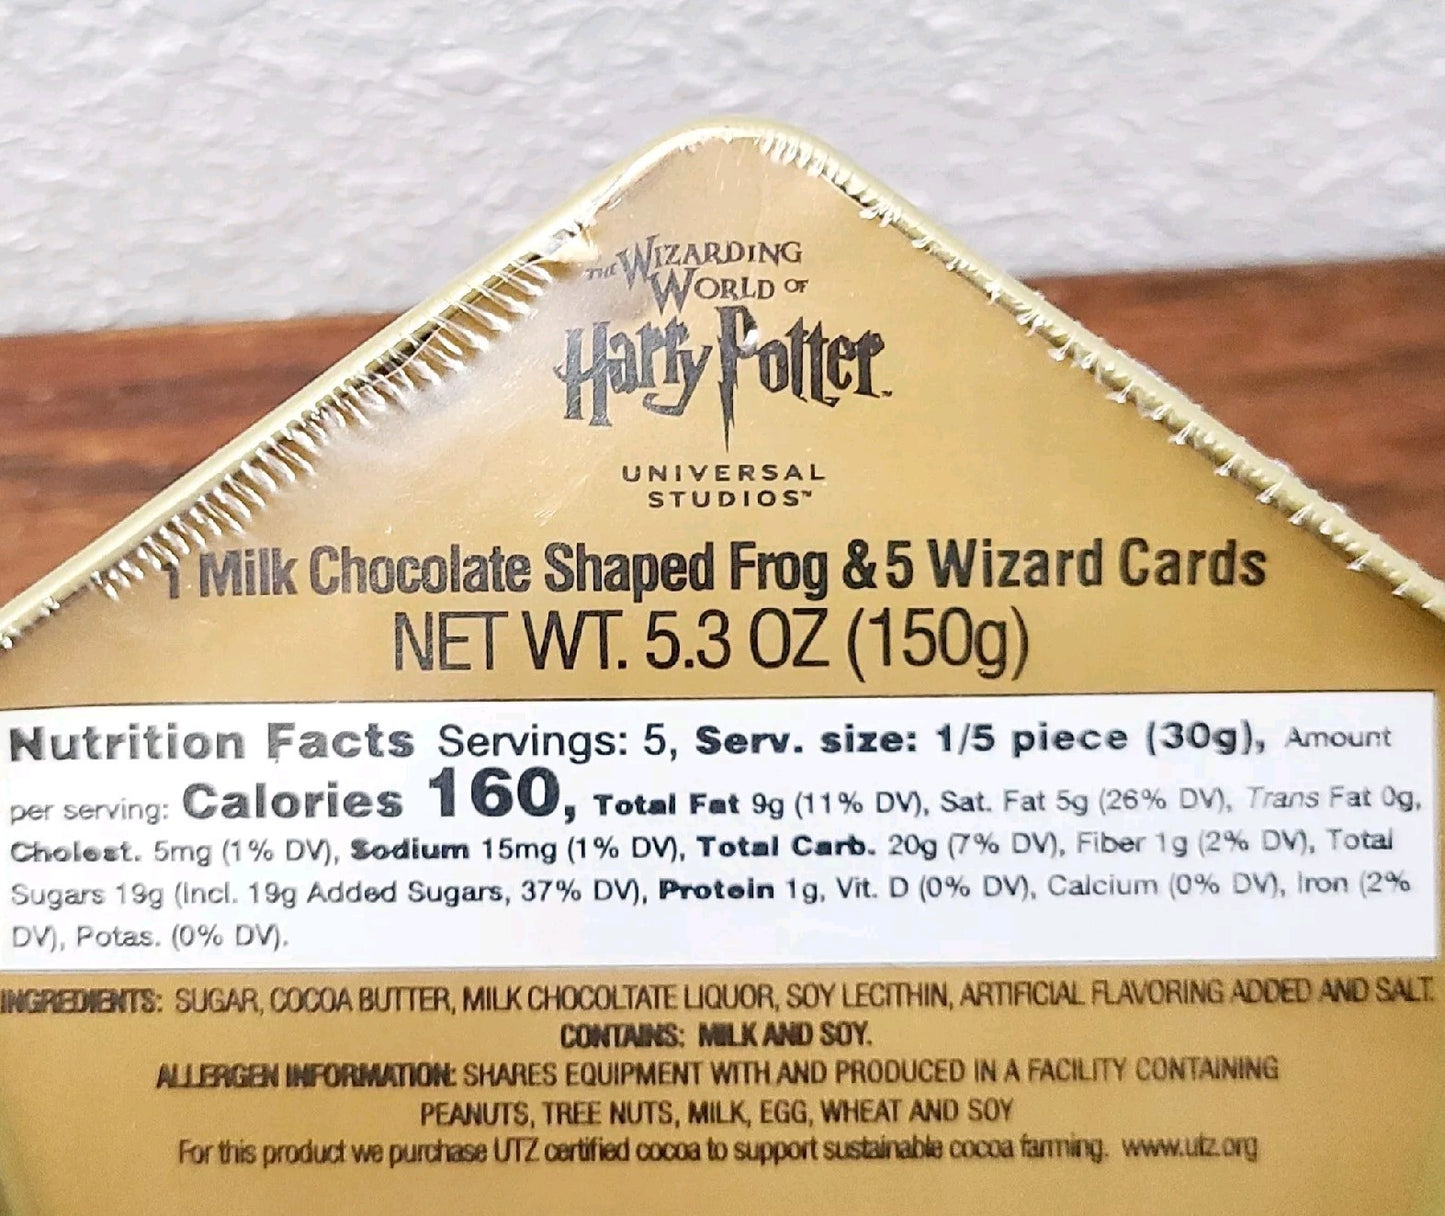 THE WIZARDING
WORLD OF
Harry Potter™
UNIVERSAL
STUDIOS™
1 Milk Chocolate Shaped Frog & 5 Wizard Cards
NET WT. 5.3 OZ (150g)
Nutrition Facts Servings: 5, Serv. size: 1/5 piece (30g), Amount
per serving: Calories 160, Total Fat 9g (11% DV), Sat. Fat 5g (26% DV), Trans Fat 0g,
Cholest. 5mg (1% DV), Sodium 15mg (1% DV), Total Carb. 20g (7% DV), Fiber 1g (2% DV), Total
Sugars 19g (Incl. 19g Added Sugars, 37% DV), Protein 1g, Vit. D (0% DV), Calcium (0% DV), Iron (2%
DV), Potas. (0% DV).
INGREDIENTS: SUGAR, COCOA BUTTER, MILK CHOCOLTATE LIQUOR, SOY LECITHIN, ARTIFICIAL FLAVORING ADDED AND SALT.
CONTAINS: MILK AND SOY.
ALLERGEN INFORMATION: SHARES EQUIPMENT WITH AND PRODUCED IN A FACILITY CONTAINING
PEANUTS, TREE NUTS, MILK, EGG, WHEAT AND SOY
For this product we purchase UTZ certified cocoa to support sustainable cocoa farming. www.utz.org